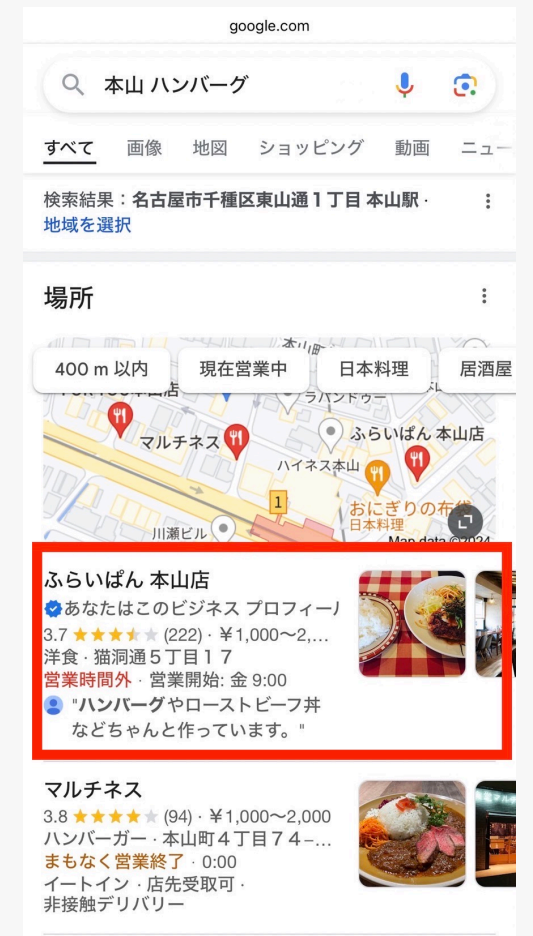 google.com
本山 ハンバーグ
すべて 画像 地図 ショッピング 動画 ニュー
検索結果：名古屋市千種区東山通１丁目 本山駅·
地域を選択
場所
本山町
400 m 以内 現在営業中 日本料理 居酒屋
ラパンドゥー
マルチネス
ふらいぱん 本山店
ハイネス本山
1
おにぎりの布袋
日本料理
川瀬ビル
Map data ©2024
ふらいぱん 本山店
あなたはこのビジネス プロフィール
3.7 (222) · ￥1,000〜2,...
洋食 · 猫洞通５丁目１７
営業時間外 · 営業開始: 金 9:00
"ハンバーグやローストビーフ丼
などちゃんと作っています。"
マルチネス
3.8 (94) · ￥1,000〜2,000
ハンバーガー · 本山町４丁目７４−...
まもなく営業終了 · 0:00
イートイン · 店先受取可 ·
非接触デリバリー